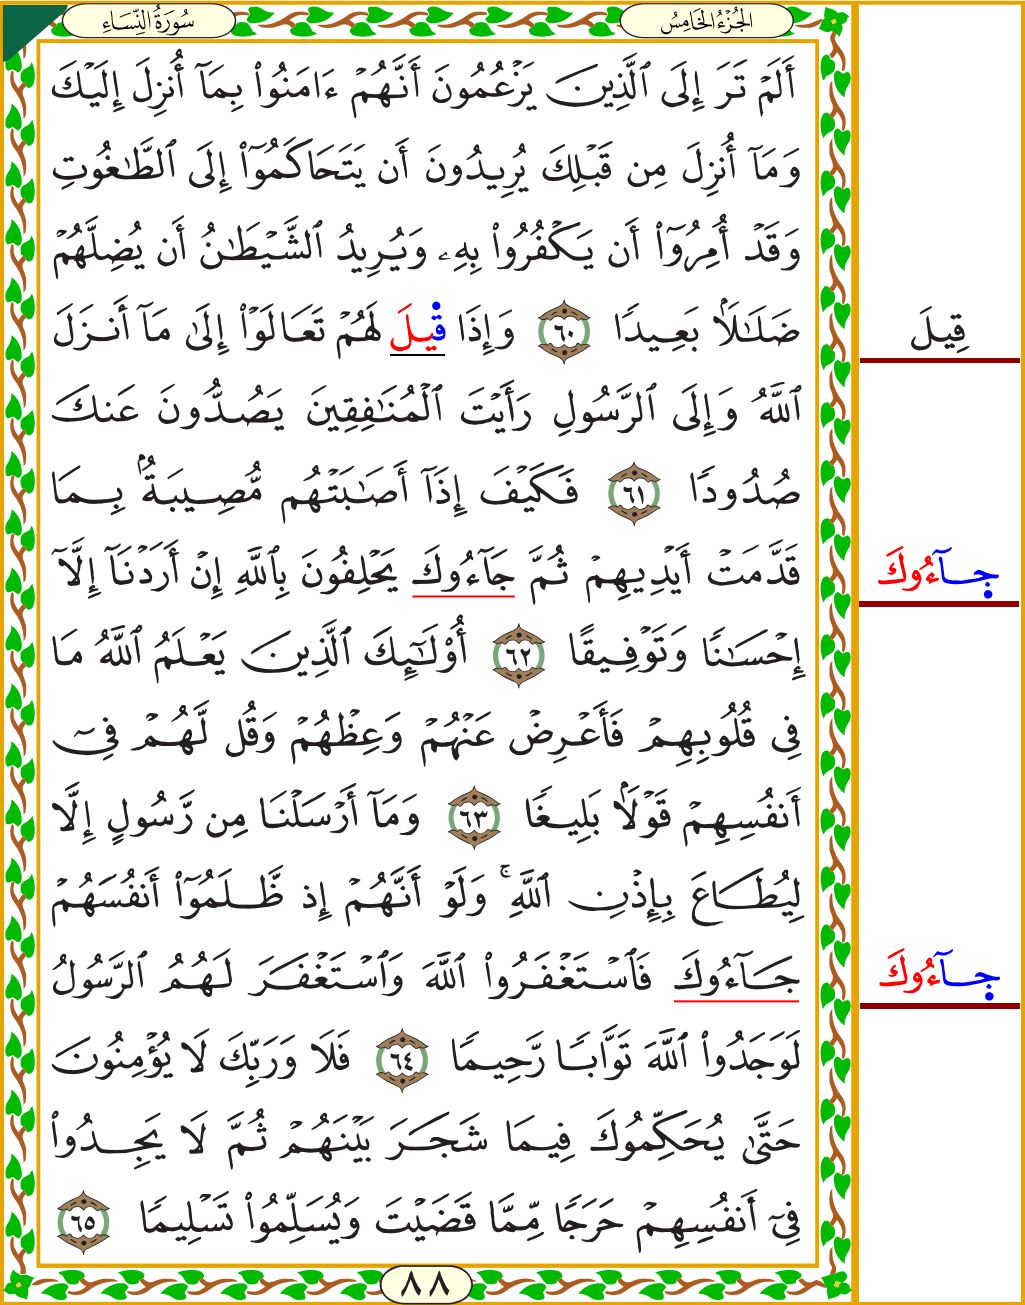 سُورَةُ النِّسَاءِ
الجُزْءُ الخَامِسُ
أَلَمْ تَرَ إِلَى ٱلَّذِينَ يَزْعُمُونَ أَنَّهُمْ ءَامَنُوا۟ بِمَآ أُنزِلَ إِلَيْكَ
وَمَآ أُنزِلَ مِن قَبْلِكَ يُرِيدُونَ أَن يَتَحَاكَمُوٓا۟ إِلَى ٱلطَّـٰغُوتِ
وَقَدْ أُمِرُوٓا۟ أَن يَكْفُرُوا۟ بِهِۦ وَيُرِيدُ ٱلشَّيْطَـٰنُ أَن يُضِلَّهُمْ
ضَلَـٰلًۢا بَعِيدًا ٦٠ وَإِذَا قِيلَ لَهُمْ تَعَالَوْا۟ إِلَىٰ مَآ أَنزَلَ
ٱللَّهُ وَإِلَى ٱلرَّسُولِ رَأَيْتَ ٱلْمُنَـٰفِقِينَ يَصُدُّونَ عَنكَ
صُدُودًا ٦١ فَكَيْفَ إِذَآ أَصَـٰبَتْهُم مُّصِيبَةٌۢ بِمَا
قَدَّمَتْ أَيْدِيهِمْ ثُمَّ جَآءُوكَ يَحْلِفُونَ بِٱللَّهِ إِنْ أَرَدْنَآ إِلَّآ
إِحْسَـٰنًا وَتَوْفِيقًا ٦٢ أُو۟لَـٰٓئِكَ ٱلَّذِينَ يَعْلَمُ ٱللَّهُ مَا
فِى قُلُوبِهِمْ فَأَعْرِضْ عَنْهُمْ وَعِظْهُمْ وَقُل لَّهُمْ فِىٓ
أَنفُسِهِمْ قَوْلًۢا بَلِيغًا ٦٣ وَمَآ أَرْسَلْنَا مِن رَّسُولٍ إِلَّا
لِيُطَاعَ بِإِذْنِ ٱللَّهِ ۚ وَلَوْ أَنَّهُمْ إِذ ظَّلَمُوٓا۟ أَنفُسَهُمْ
جَآءُوكَ فَٱسْتَغْفَرُوا۟ ٱللَّهَ وَٱسْتَغْفَرَ لَهُمُ ٱلرَّسُولُ
لَوَجَدُوا۟ ٱللَّهَ تَوَّابًا رَّحِيمًا ٦٤ فَلَا وَرَبِّكَ لَا يُؤْمِنُونَ
حَتَّىٰ يُحَكِّمُوكَ فِيمَا شَجَرَ بَيْنَهُمْ ثُمَّ لَا يَجِدُوا۟
فِىٓ أَنفُسِهِمْ حَرَجًا مِّمَّا قَضَيْتَ وَيُسَلِّمُوا۟ تَسْلِيمًا ٦٥
٨٨
قِيلَ
جآءُوكَ
جآءُوكَ